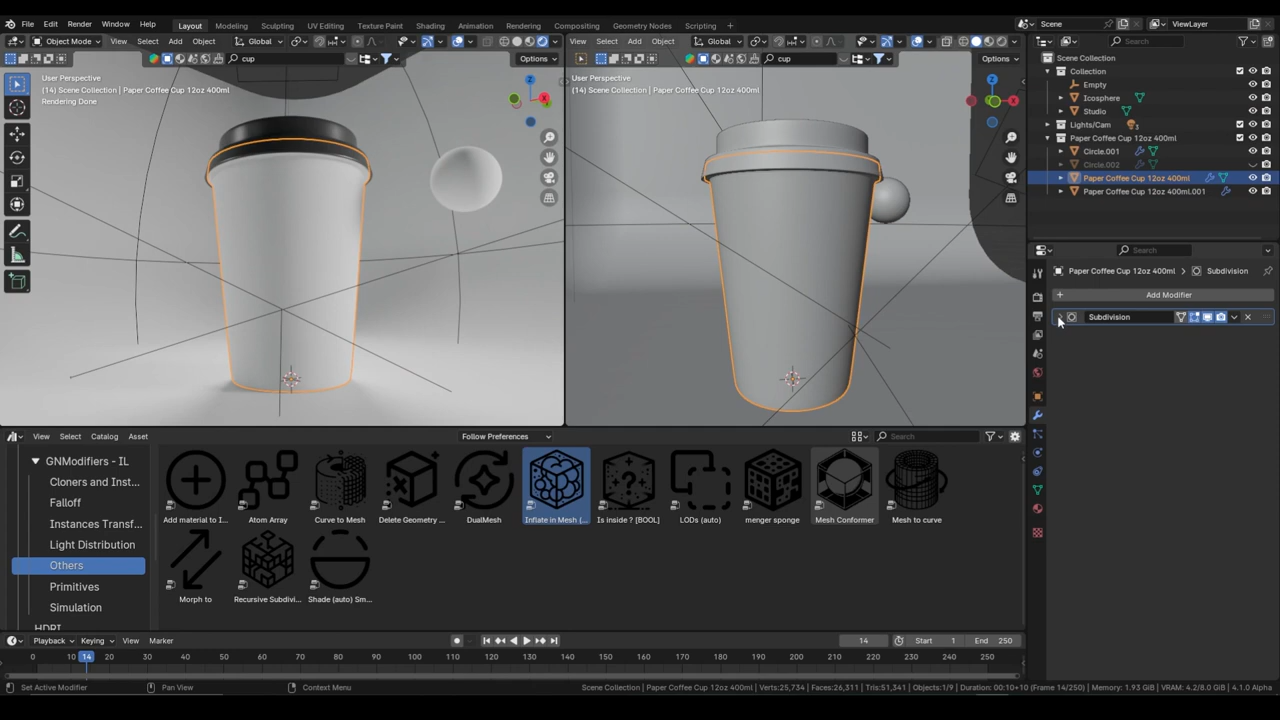 File Edit Render Window Help Layout Modeling Sculpting UV Editing Texture Paint Shading Animation Rendering Compositing Geometry Nodes Scripting + Scene ViewLayer
Object Mode View Select Add Object Global
View Select Add Object Global
Search
cup Options
cup Options
Scene Collection
Collection
Empty
Icosphere
Studio
Lights/Cam 3
Paper Coffee Cup 12oz 400ml
Circle.001
Circle.002
Paper Coffee Cup 12oz 400ml
Paper Coffee Cup 12oz 400ml.001
User Perspective
(14) Scene Collection | Paper Coffee Cup 12oz 400ml
Rendering Done
Z
X
User Perspective
(14) Scene Collection | Paper Coffee Cup 12oz 400ml
Z
X
Search
Paper Coffee Cup 12oz 400ml > Subdivision
+ Add Modifier
Subdivision
View Select Catalog Asset Follow Preferences Search
GNModifiers - IL
Cloners and Inst...
Falloff
Instances Transf...
Light Distribution
Others
Primitives
Simulation
HDRI
Add material to I... Atom Array Curve to Mesh Delete Geometry ... DualMesh Inflate in Mesh (... Is inside ? [BOOL] LODs (auto) menger sponge Mesh Conformer Mesh to curve
Morph to Recursive Subdivi... Shade (auto) Sm...
Playback Keying View Marker 14 Start 1 End 250
0 10 14 20 30 40 50 60 70 80 90 100 110 120 130 140 150 160 170 180 190 200 210 220 230 240 250
Set Active Modifier Pan View Context Menu Scene Collection | Paper Coffee Cup 12oz 400ml | Verts:25,734 | Faces:26,311 | Tris:51,341 | Objects:1/9 | Duration: 00:10+10 (Frame 14/250) | Memory: 1.93 GiB | VRAM: 4.2/8.0 GiB | 4.1.0 Alpha